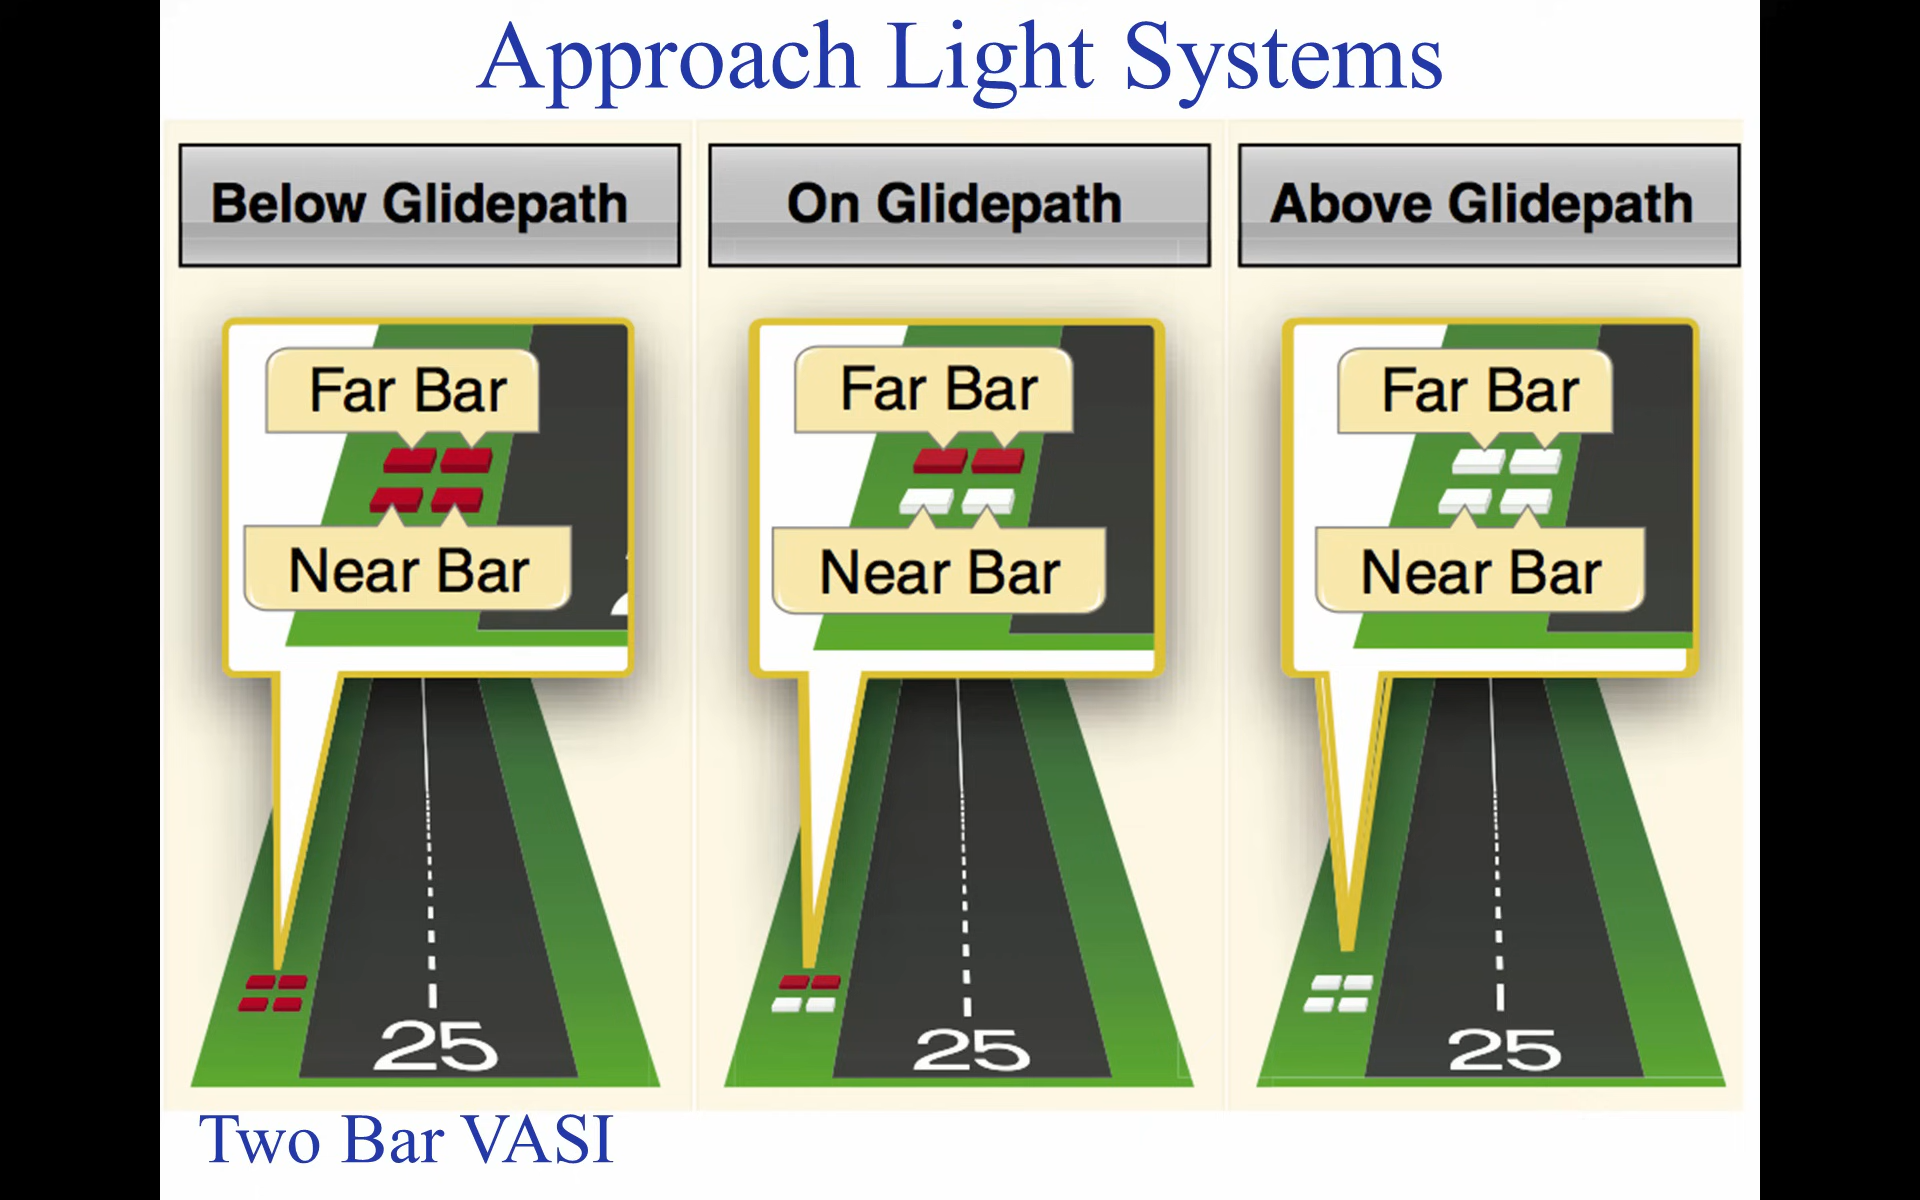 Approach Light Systems
Below Glidepath
On Glidepath
Above Glidepath
Far Bar
Near Bar
Far Bar
Near Bar
Far Bar
Near Bar
25
25
25
Two Bar VASI